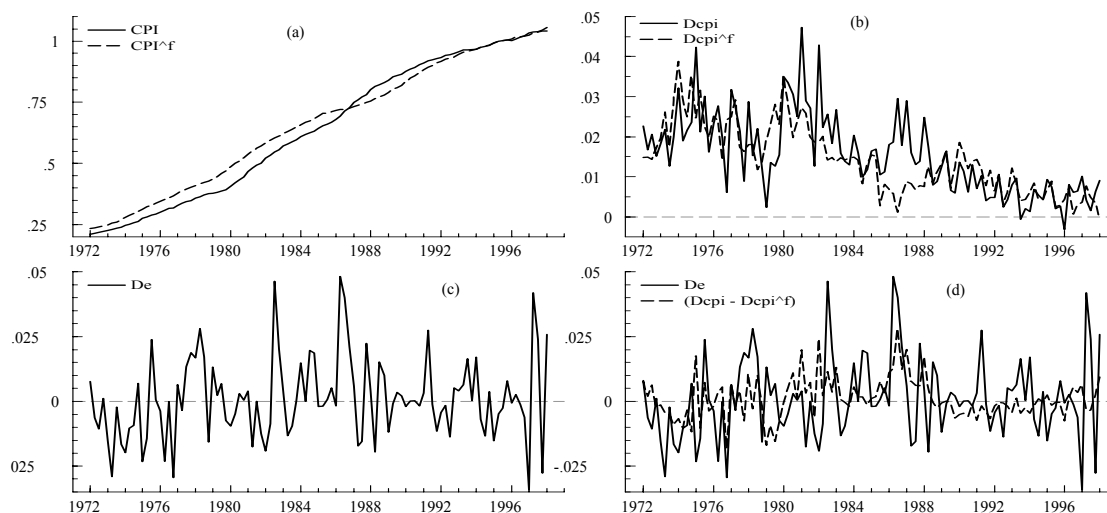 CPI
CPI^f
(a)
1
.75
.5
.25
1972 1976 1980 1984 1988 1992 1996
Dcpi
Dcpi^f
(b)
.05
.04
.03
.02
.01
0
1972 1976 1980 1984 1988 1992 1996
De
(c)
.05
.025
0
025
1972 1976 1980 1984 1988 1992 1996
De
(Dcpi - Dcpi^f)
(d)
.05
.025
0
-.025
1972 1976 1980 1984 1988 1992 1996